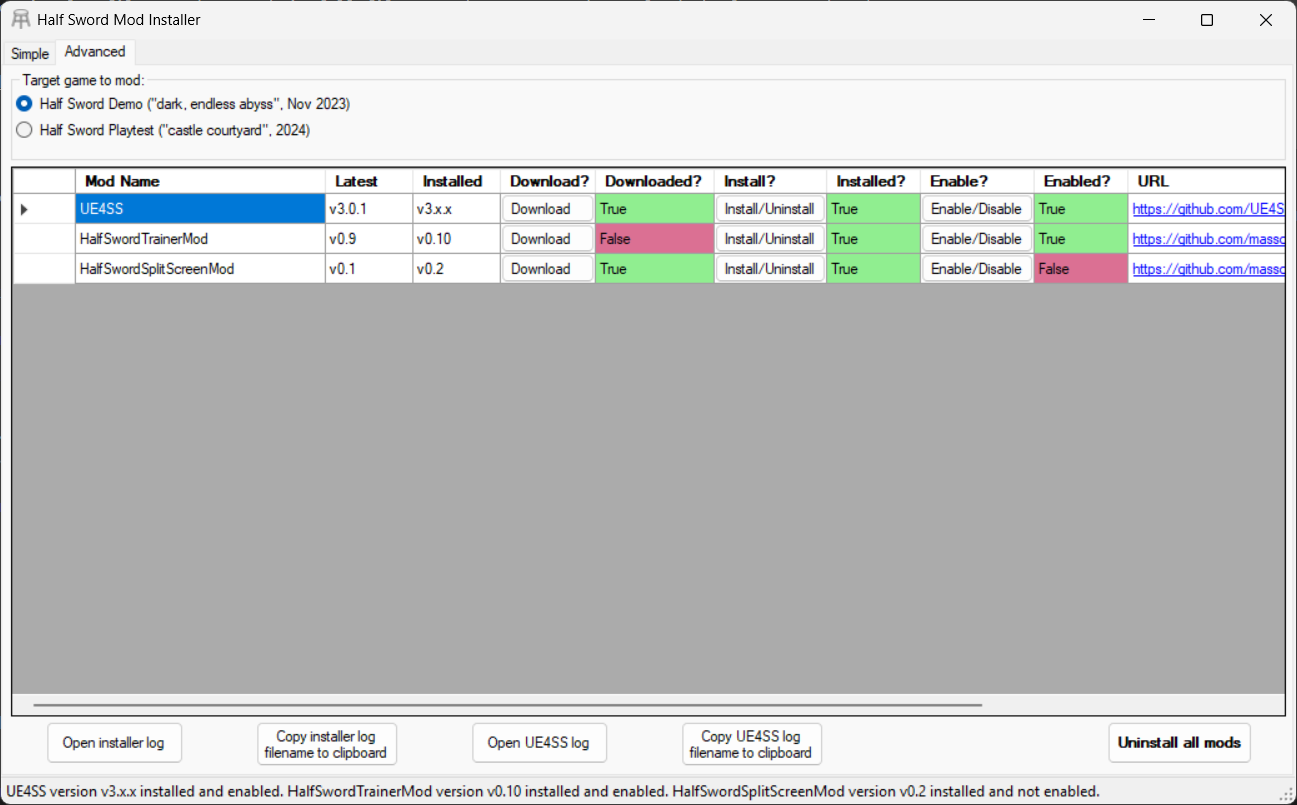 Half Sword Mod Installer
Simple Advanced
Target game to mod:
Half Sword Demo ("dark, endless abyss", Nov 2023)
Half Sword Playtest ("castle courtyard", 2024)
Mod Name Latest Installed Download? Downloaded? Install? Installed? Enable? Enabled? URL
UE4SS v3.0.1 v3.x.x Download True Install/Uninstall True Enable/Disable True https://github.com/UE4S
HalfSwordTrainerMod v0.9 v0.10 Download False Install/Uninstall True Enable/Disable True https://github.com/massc
HalfSwordSplitScreenMod v0.1 v0.2 Download True Install/Uninstall True Enable/Disable False https://github.com/massc
Open installer log
Copy installer log
filename to clipboard
Open UE4SS log
Copy UE4SS log
filename to clipboard
Uninstall all mods
UE4SS version v3.x.x installed and enabled. HalfSwordTrainerMod version v0.10 installed and enabled. HalfSwordSplitScreenMod version v0.2 installed and not enabled.